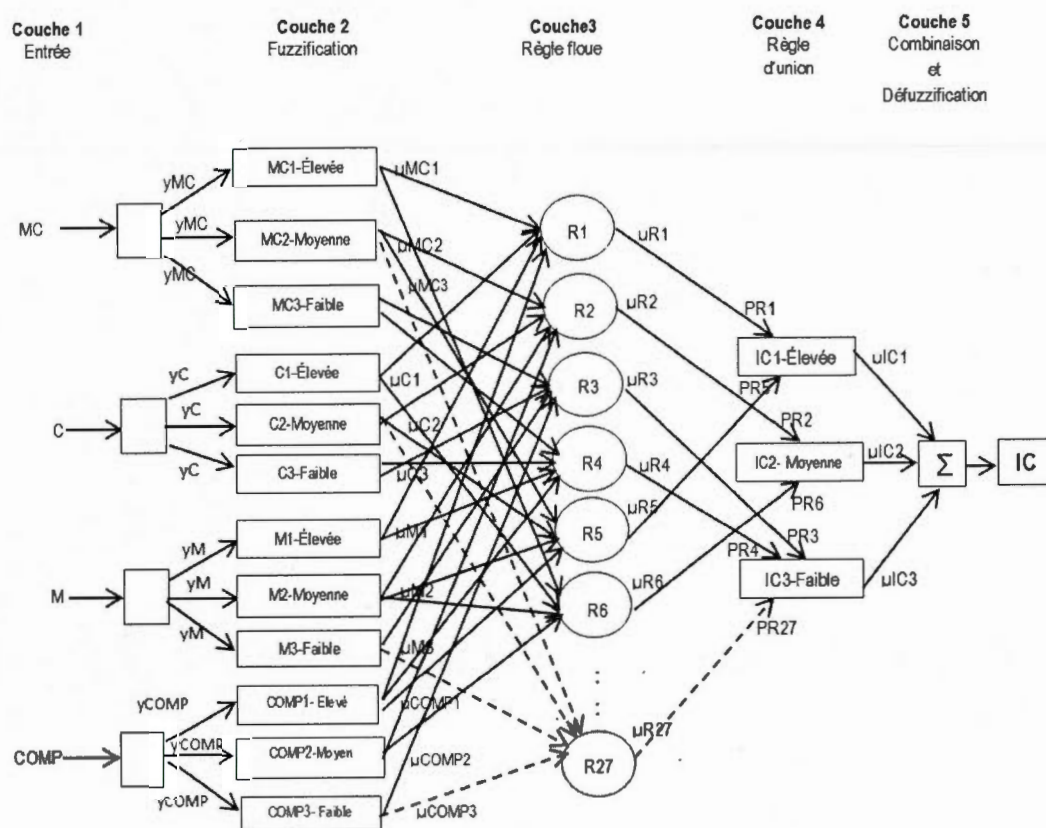 Couche 1
Entrée
Couche 2
Fuzzification
Couche3
Règle floue
Couche 4
Règle
d'union
Couche 5
Combinaison
et
Défuzzification
MC
yMC
yMC
yMC
MC1-Élevée
MC2-Moyenne
MC3-Faible
µMC1
µMC2
µMC3
C
yC
yC
yC
C1-Élevée
C2-Moyenne
C3-Faible
µC1
µC2
µC3
M
yM
yM
yM
M1-Élevée
M2-Moyenne
M3-Faible
µM1
µM2
µM3
COMP
yCOMP
yCOMP
yCOMP
COMP1- Elevé
COMP2-Moyen
COMP3- Faible
µCOMP1
µCOMP2
µCOMP3
R1
R2
R3
R4
R5
R6
R27
µR1
µR2
µR3
µR4
µR5
µR6
µR27
PR1
PR5
PR2
PR6
PR3
PR4
PR27
IC1-Élevée
IC2- Moyenne
IC3-Faible
µIC1
µIC2
µIC3
Σ
IC